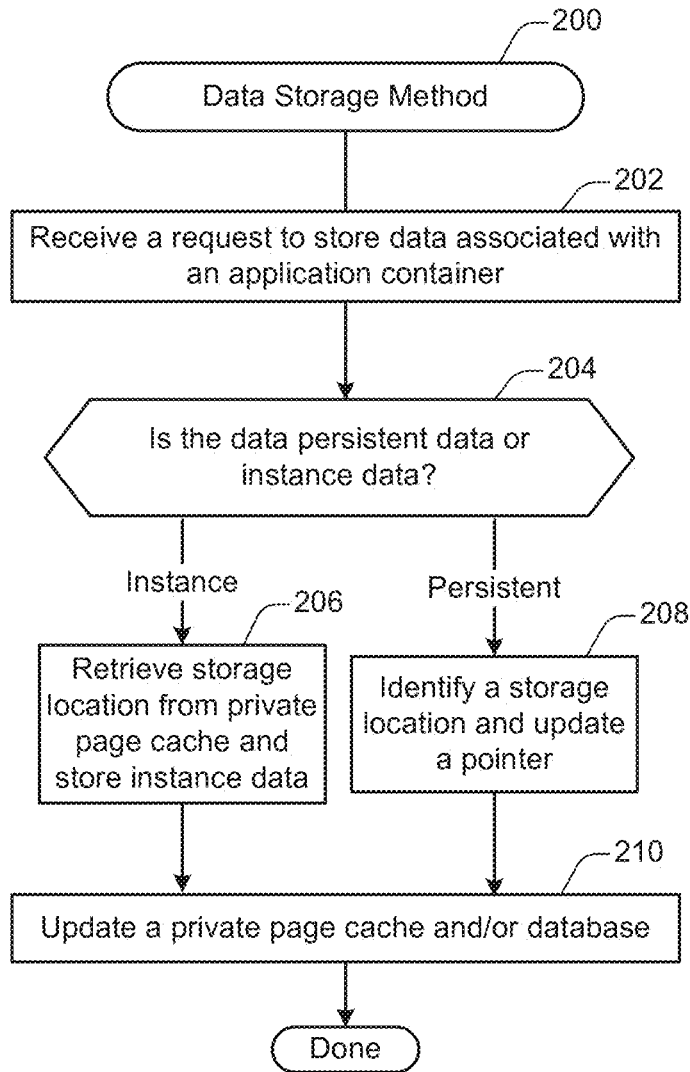 200
Data Storage Method
202
Receive a request to store data associated with
an application container
204
Is the data persistent data or
instance data?
Instance
Persistent
206
208
Retrieve storage
location from private
page cache and
store instance data
Identify a storage
location and update
a pointer
210
Update a private page cache and/or database
Done